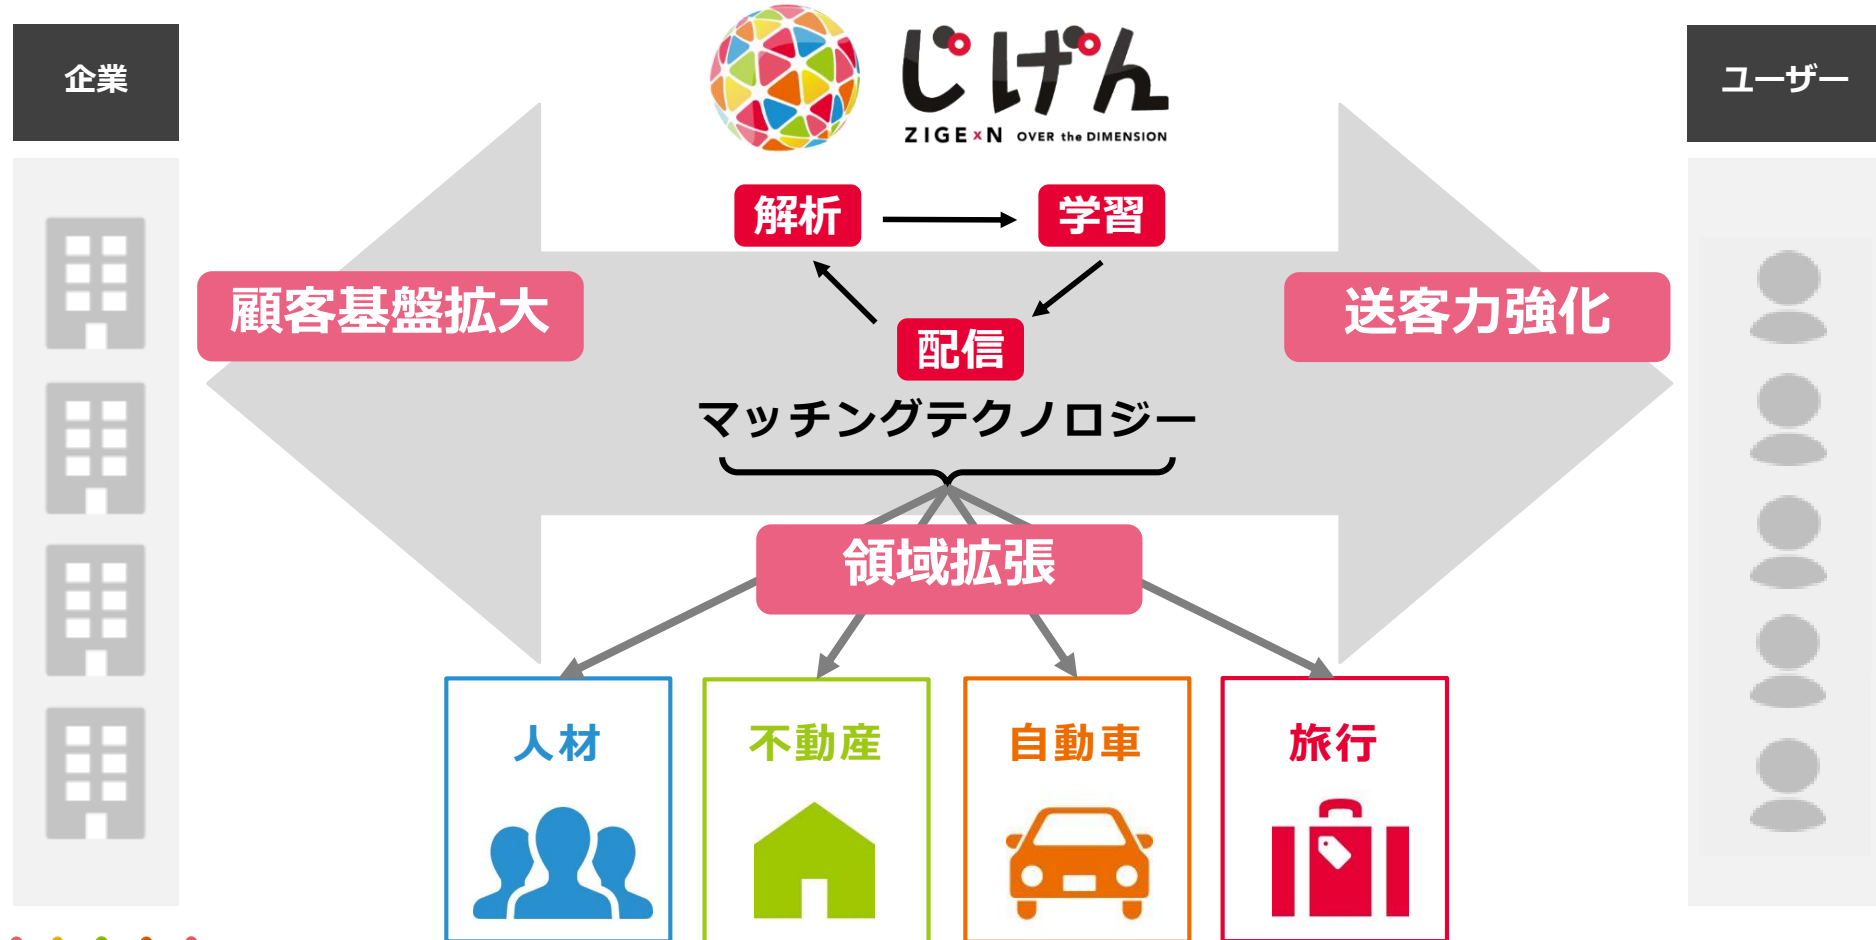 企業
じげん
ZIGExN OVER the DIMENSION
ユーザー
解析
学習
顧客基盤拡大
配信
送客力強化
マッチングテクノロジー
領域拡張
人材
不動産
自動車
旅行